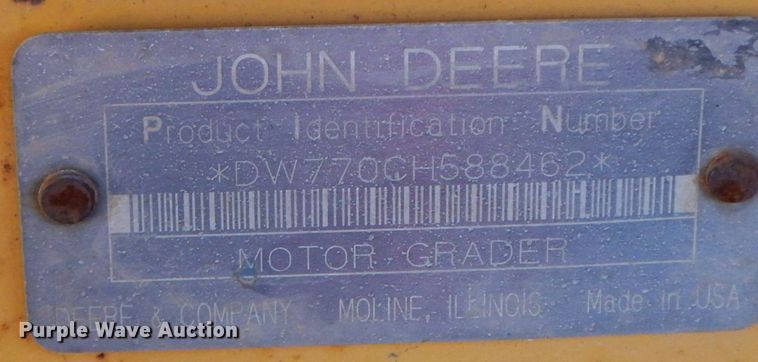 JOHN DEERE
Product Identification Number
*DW770CH588462*
MOTOR GRADER
DEERE & COMPANY MOLINE, ILLINOIS Made in USA
Purple Wave Auction